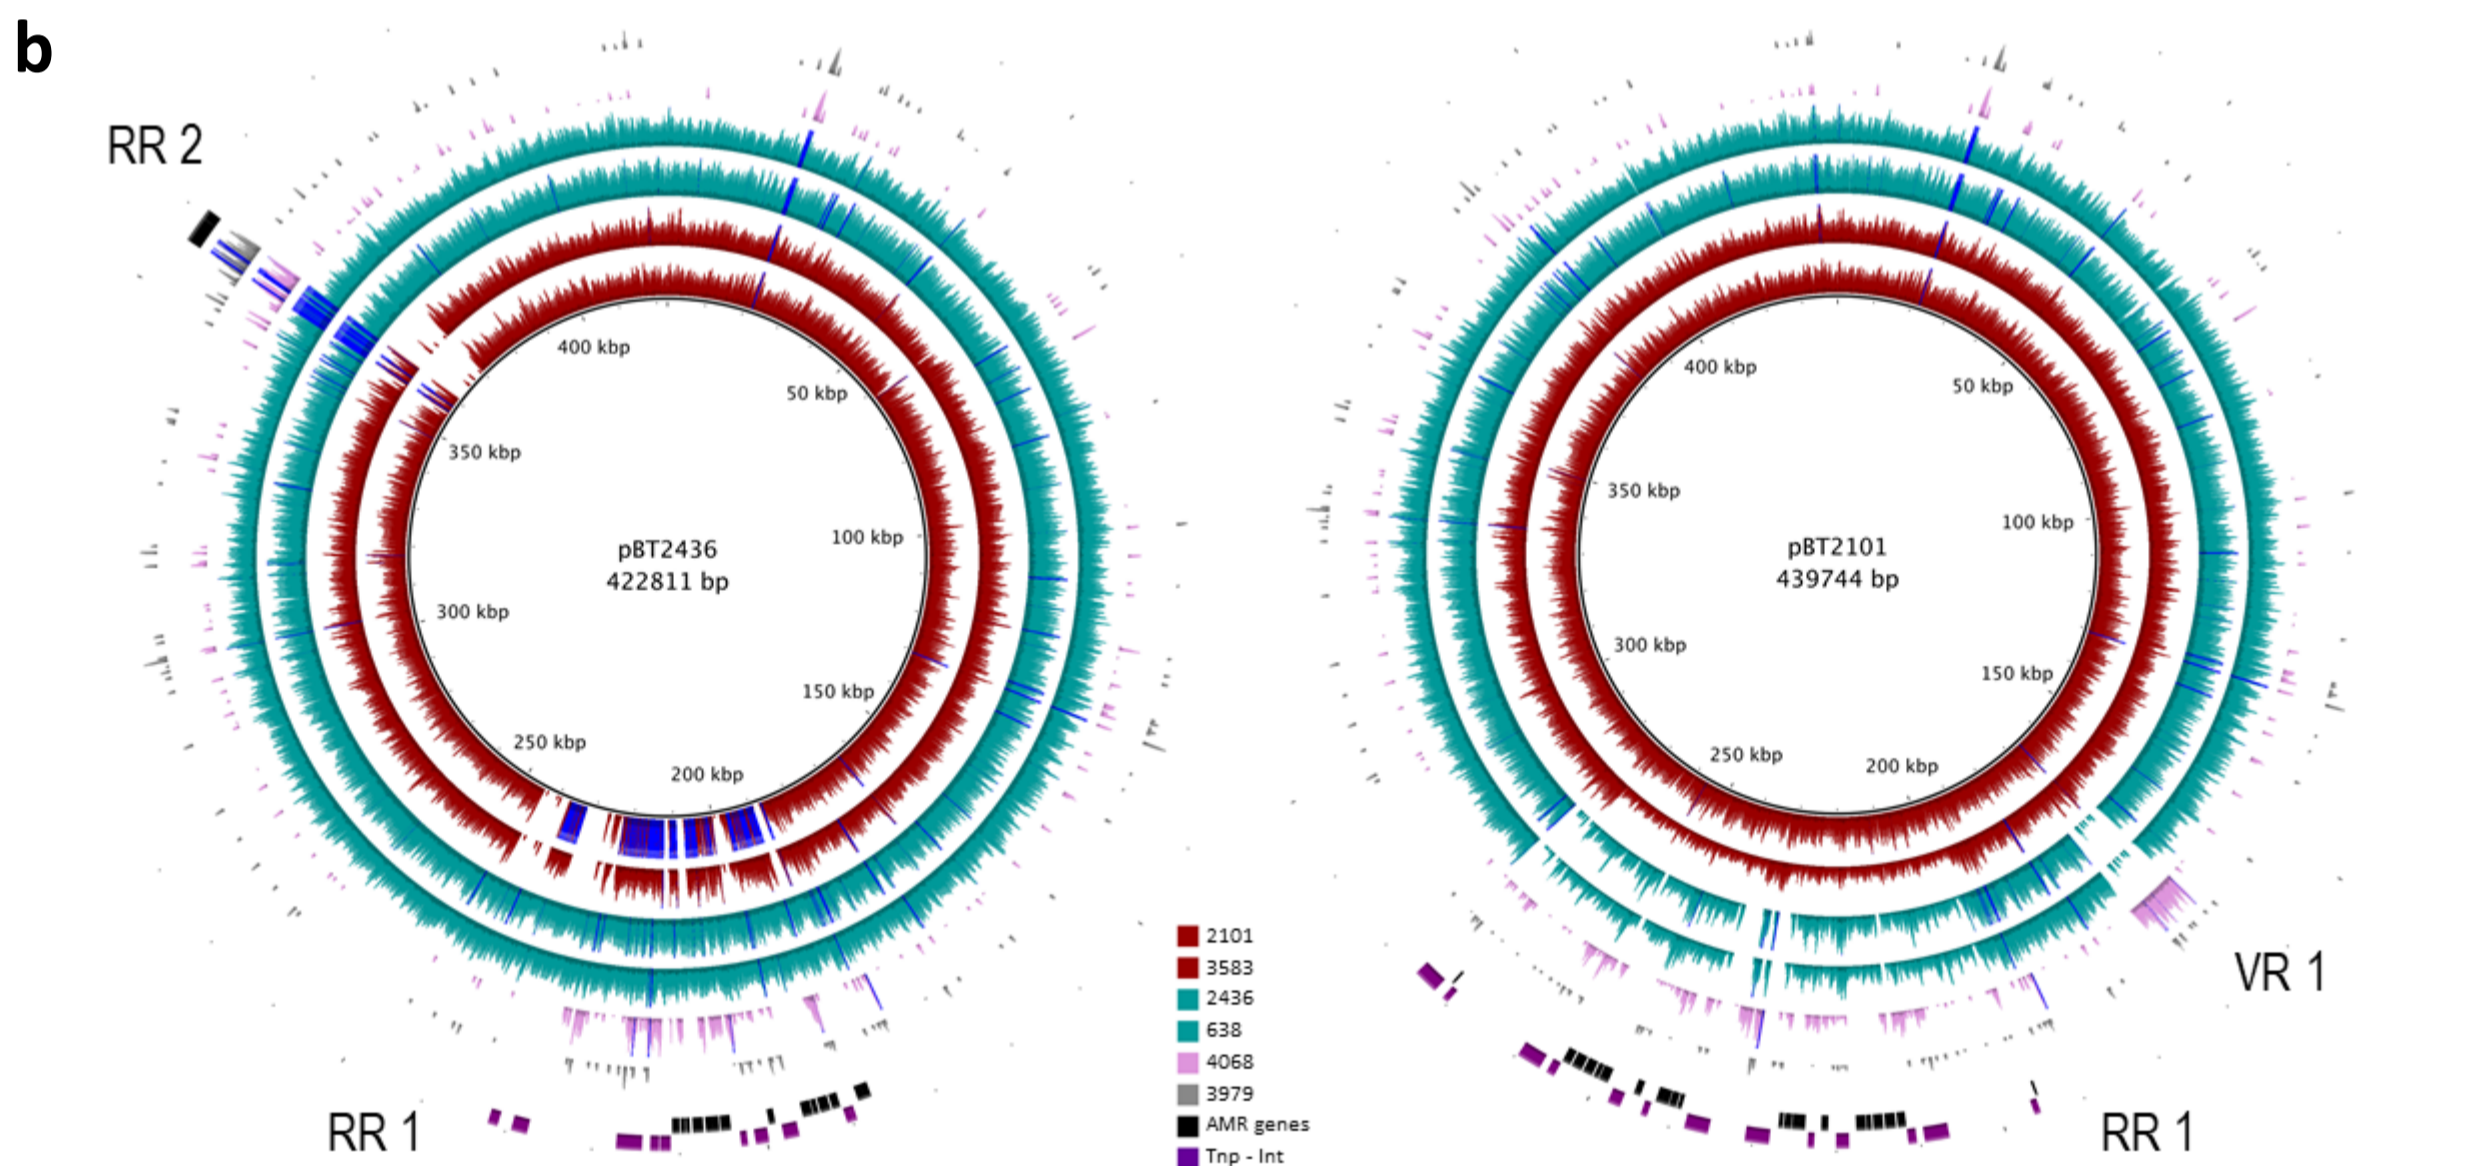 b
RR 2
400 kbp
50 kbp
350 kbp
100 kbp
pBT2436
422811 bp
300 kbp
150 kbp
250 kbp
200 kbp
RR 1
400 kbp
50 kbp
350 kbp
100 kbp
pBT2101
439744 bp
300 kbp
150 kbp
250 kbp
200 kbp
VR 1
RR 1
2101
3583
2436
638
4068
3979
AMR genes
Tnp - Int